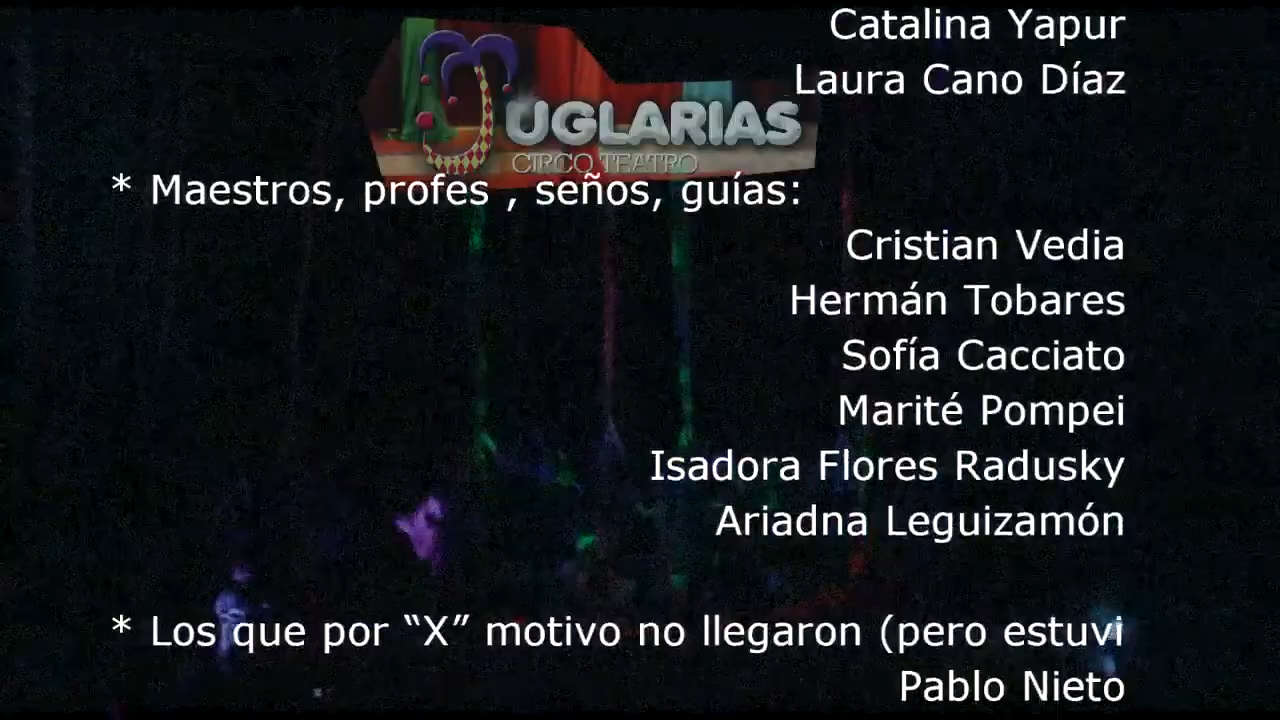 Catalina Yapur
Laura Cano Díaz
JUGLARIAS
CIRCO TEATRO
* Maestros, profes , seños, guías:
Cristian Vedia
Hermán Tobares
Sofía Cacciato
Marité Pompei
Isadora Flores Radusky
Ariadna Leguizamón
* Los que por “X” motivo no llegaron (pero estuvi
Pablo Nieto